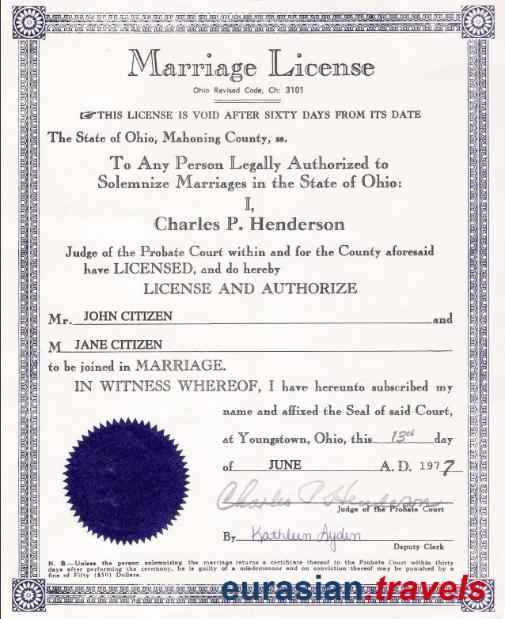 Marriage License
Ohio Revised Code, Ch: 3101
☞THIS LICENSE IS VOID AFTER SIXTY DAYS FROM ITS DATE
The State of Ohio, Mahoning County, ss.
To Any Person Legally Authorized to
Solemnize Marriages in the State of Ohio:
I,
Charles P. Henderson
Judge of the Probate Court within and for the County aforesaid
have LICENSED, and do hereby
LICENSE AND AUTHORIZE
Mr. JOHN CITIZEN and
M JANE CITIZEN
to be joined in MARRIAGE.
IN WITNESS WHEREOF, I have hereunto subscribed my
name and affixed the Seal of said Court,
at Youngstown, Ohio, this 13th day
of JUNE A. D. 1977
Charles P Henderson
Judge of the Probate Court
By Kathleen Ayden
Deputy Clerk
N. B.—Unless the person solemnizing the marriage returns a certificate thereof to the Probate Court within thirty
days after performing the ceremony, he is guilty of a misdemeanor and on conviction thereof may be punished by a
fine of Fifty ($50) Dollars.
eurasian.travels